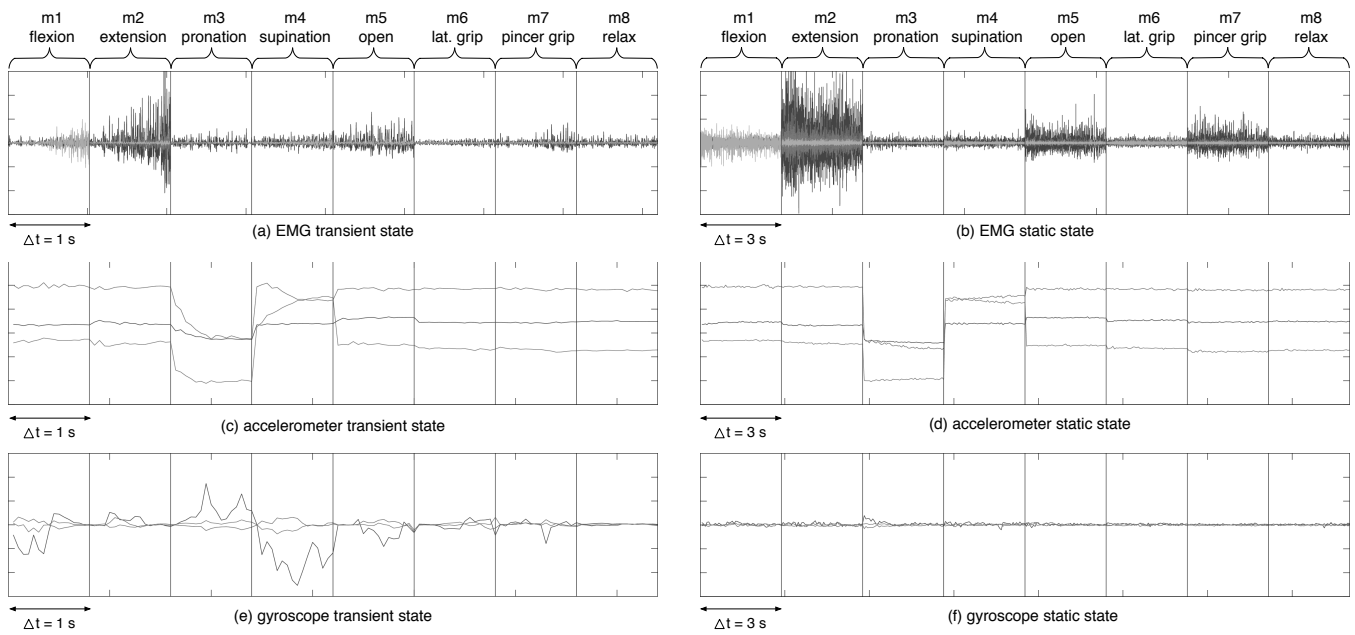 m1 m2 m3 m4 m5 m6 m7 m8
flexion extension pronation supination open lat. grip pincer grip relax
m1 m2 m3 m4 m5 m6 m7 m8
flexion extension pronation supination open lat. grip pincer grip relax
Δt = 1 s
(a) EMG transient state
Δt = 3 s
(b) EMG static state
Δt = 1 s
(c) accelerometer transient state
Δt = 3 s
(d) accelerometer static state
Δt = 1 s
(e) gyroscope transient state
Δt = 3 s
(f) gyroscope static state